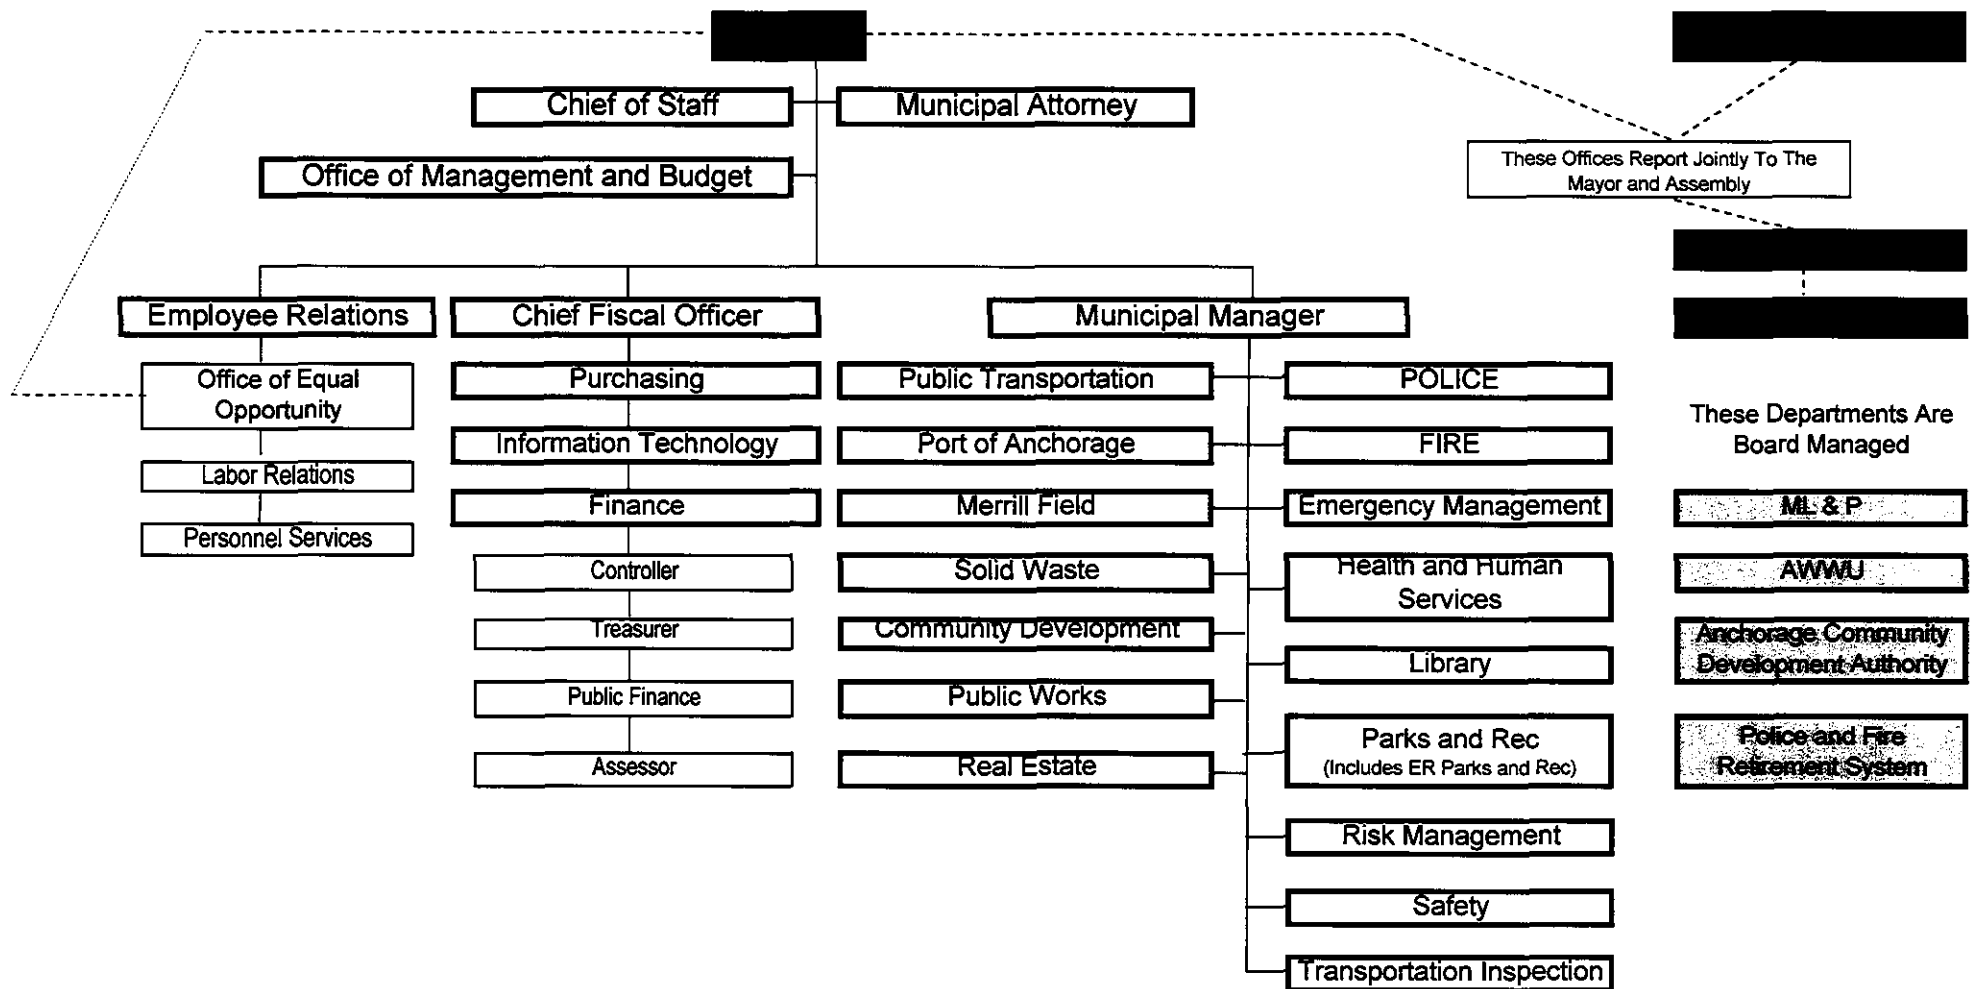 Chief of Staff
Municipal Attorney
Office of Management and Budget
These Offices Report Jointly To The
Mayor and Assembly
Employee Relations
Chief Fiscal Officer
Municipal Manager
Office of Equal
Opportunity
Labor Relations
Personnel Services
Purchasing
Information Technology
Finance
Controller
Treasurer
Public Finance
Assessor
Public Transportation
Port of Anchorage
Merrill Field
Solid Waste
Community Development
Public Works
Real Estate
POLICE
FIRE
Emergency Management
Health and Human
Services
Library
Parks and Rec
(Includes ER Parks and Rec)
Risk Management
Safety
Transportation Inspection
These Departments Are
Board Managed
ML & P
AWWU
Anchorage Community
Development Authority
Police and Fire
Retirement System